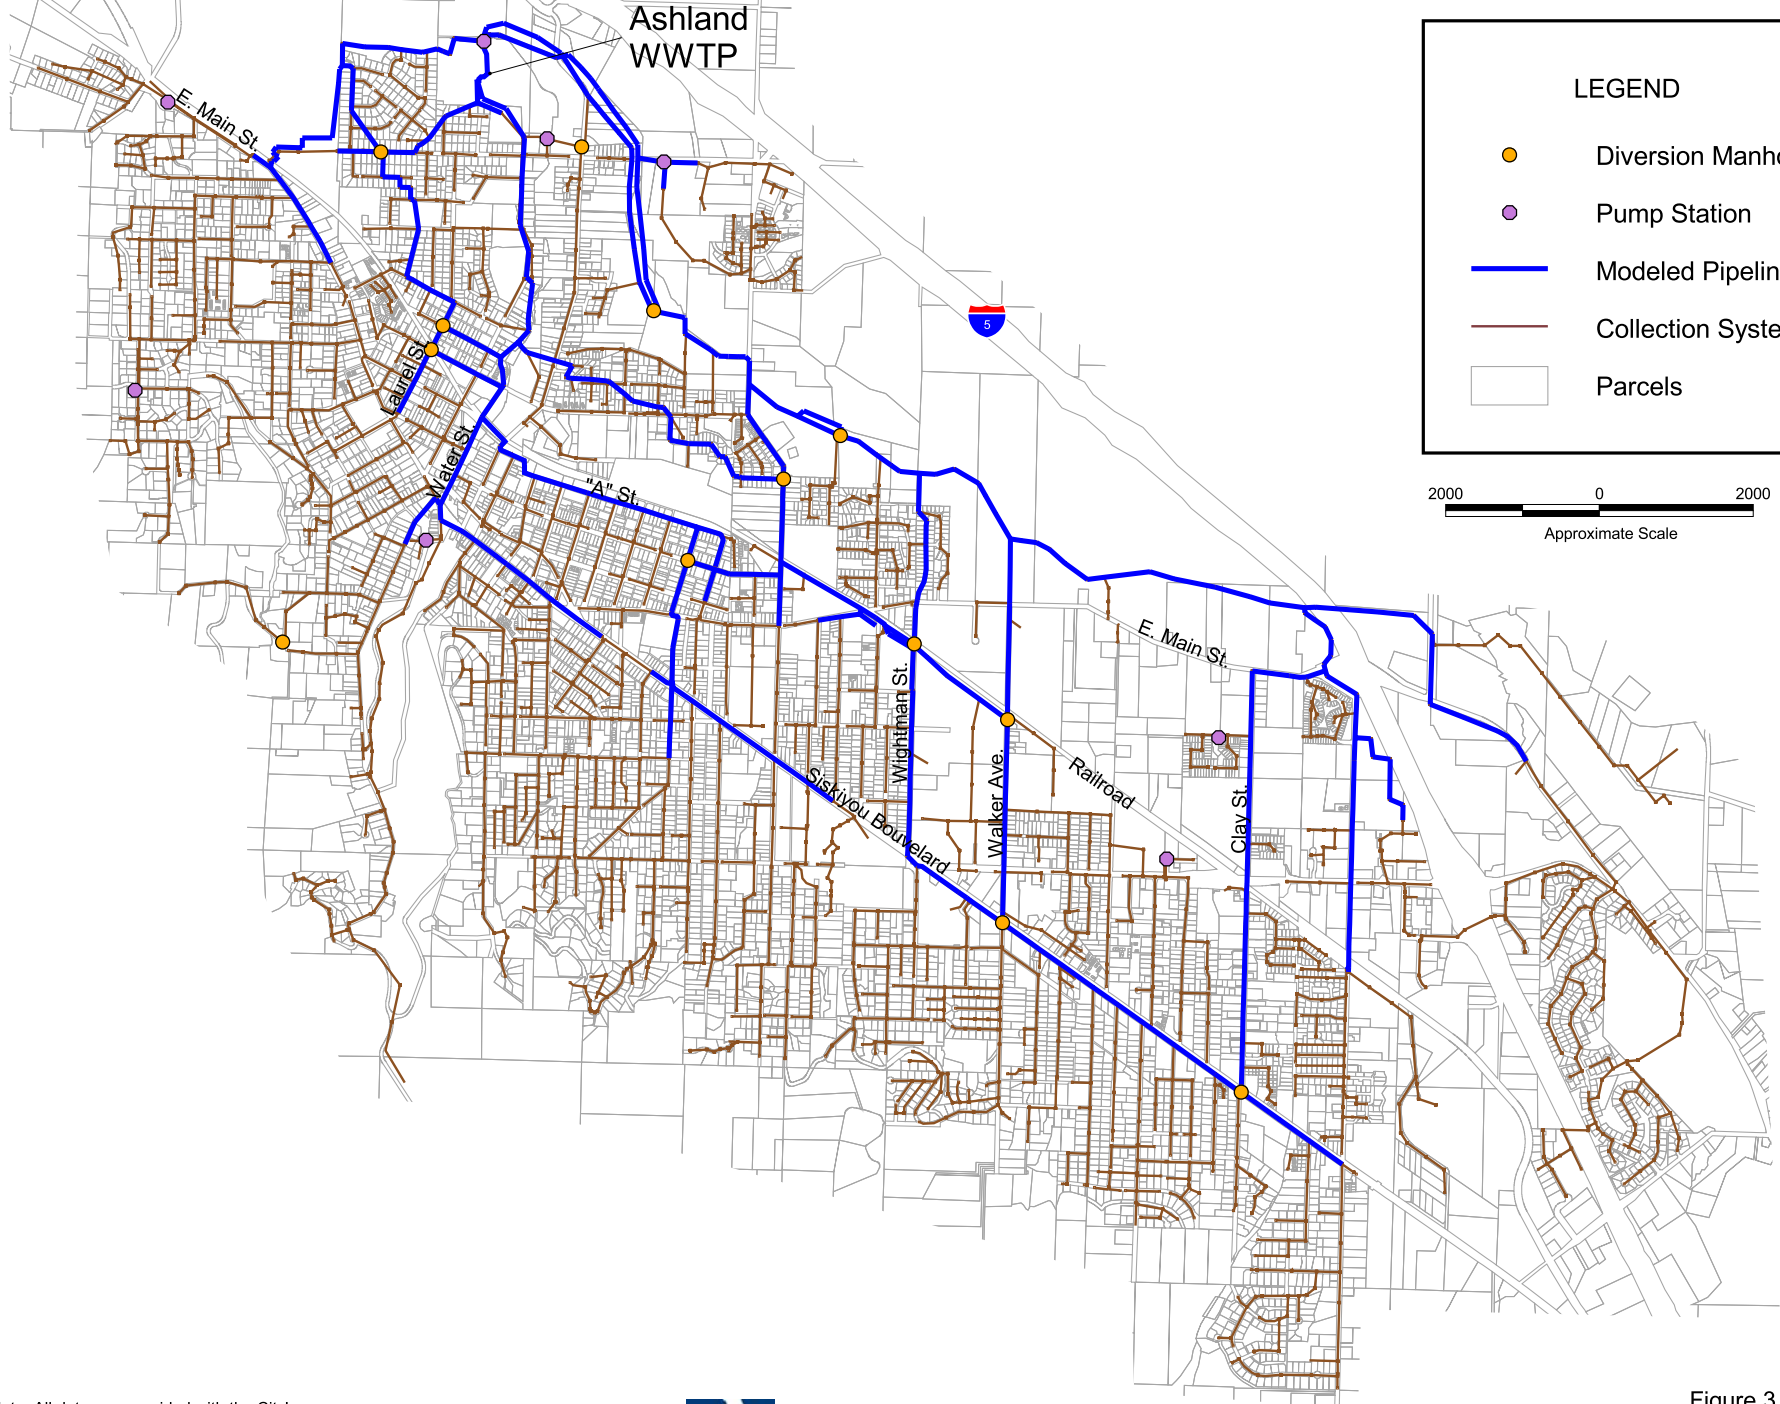 Ashland
WWTP
LEGEND
Diversion Manho
Pump Station
Modeled Pipelin
Collection Syste
Parcels
2000 0 2000
Approximate Scale
E. Main St.
5
Laurel St.
Water St.
"A" St.
E. Main St.
Wightman St.
Walker Ave.
Railroad
Clay St.
Siskiyou Bouvelard
Figure 3